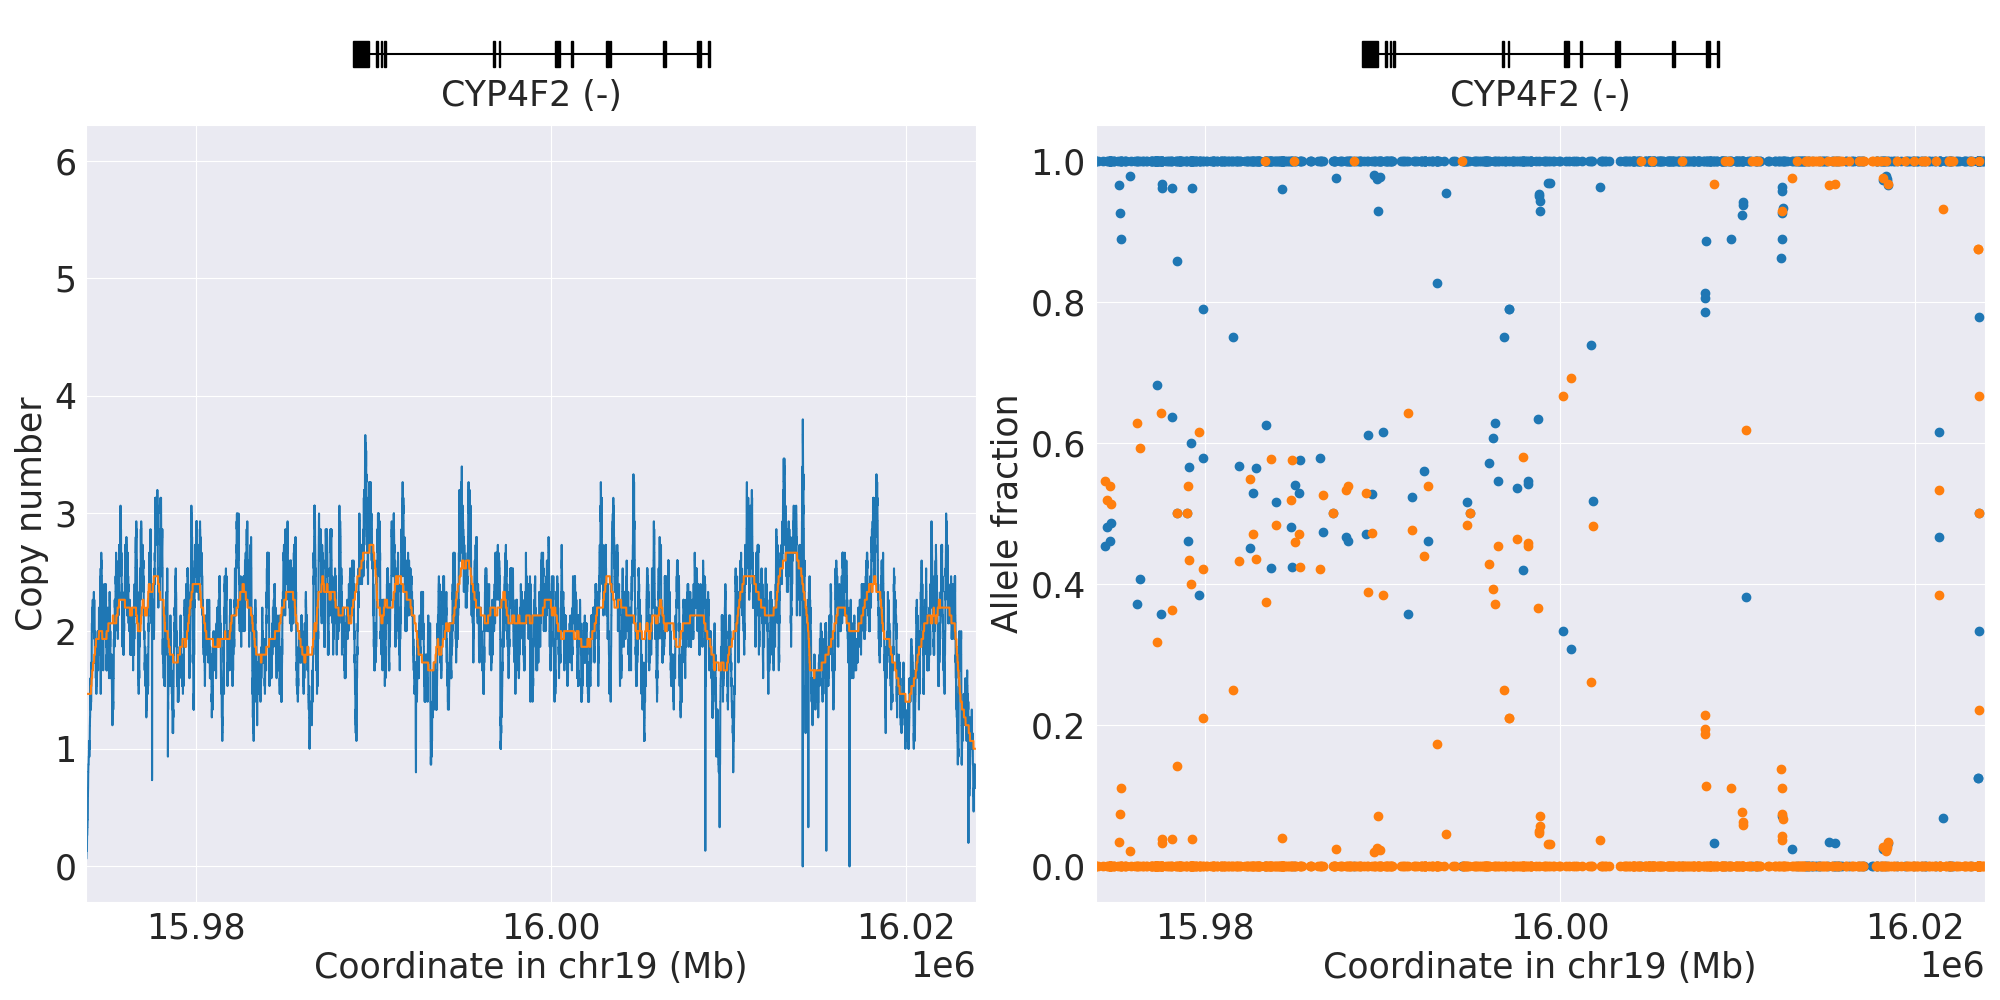 CYP4F2 (-)
Copy number
6
5
4
3
2
1
0
15.98
16.00
16.02
Coordinate in chr19 (Mb)
1e6
CYP4F2 (-)
Allele fraction
1.0
0.8
0.6
0.4
0.2
0.0
15.98
16.00
16.02
Coordinate in chr19 (Mb)
1e6